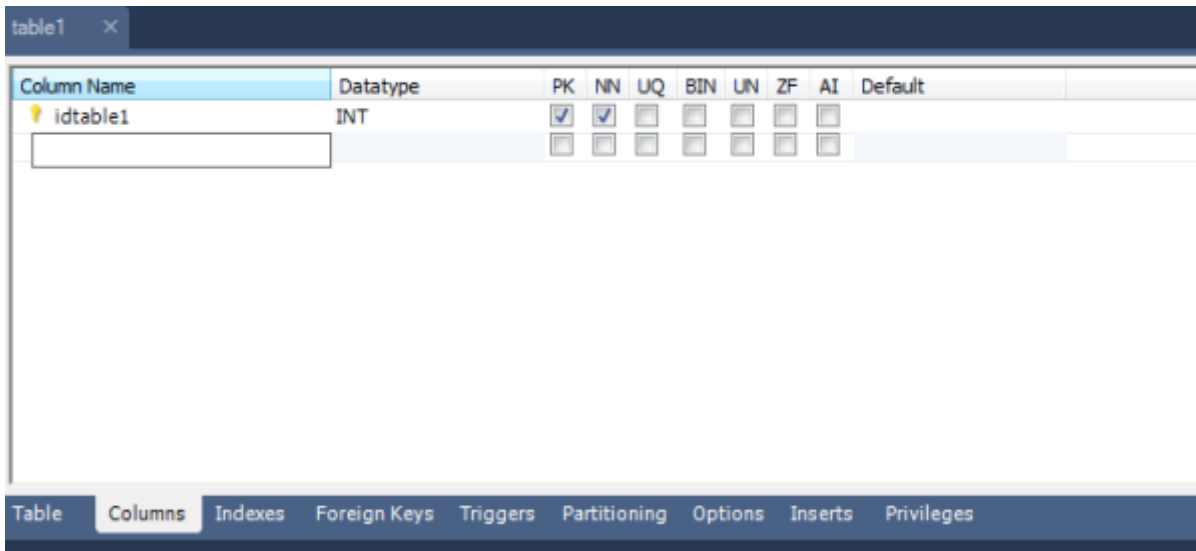 table1
Column Name Datatype PK NN UQ BIN UN ZF AI Default
idtable1 INT
Table Columns Indexes Foreign Keys Triggers Partitioning Options Inserts Privileges